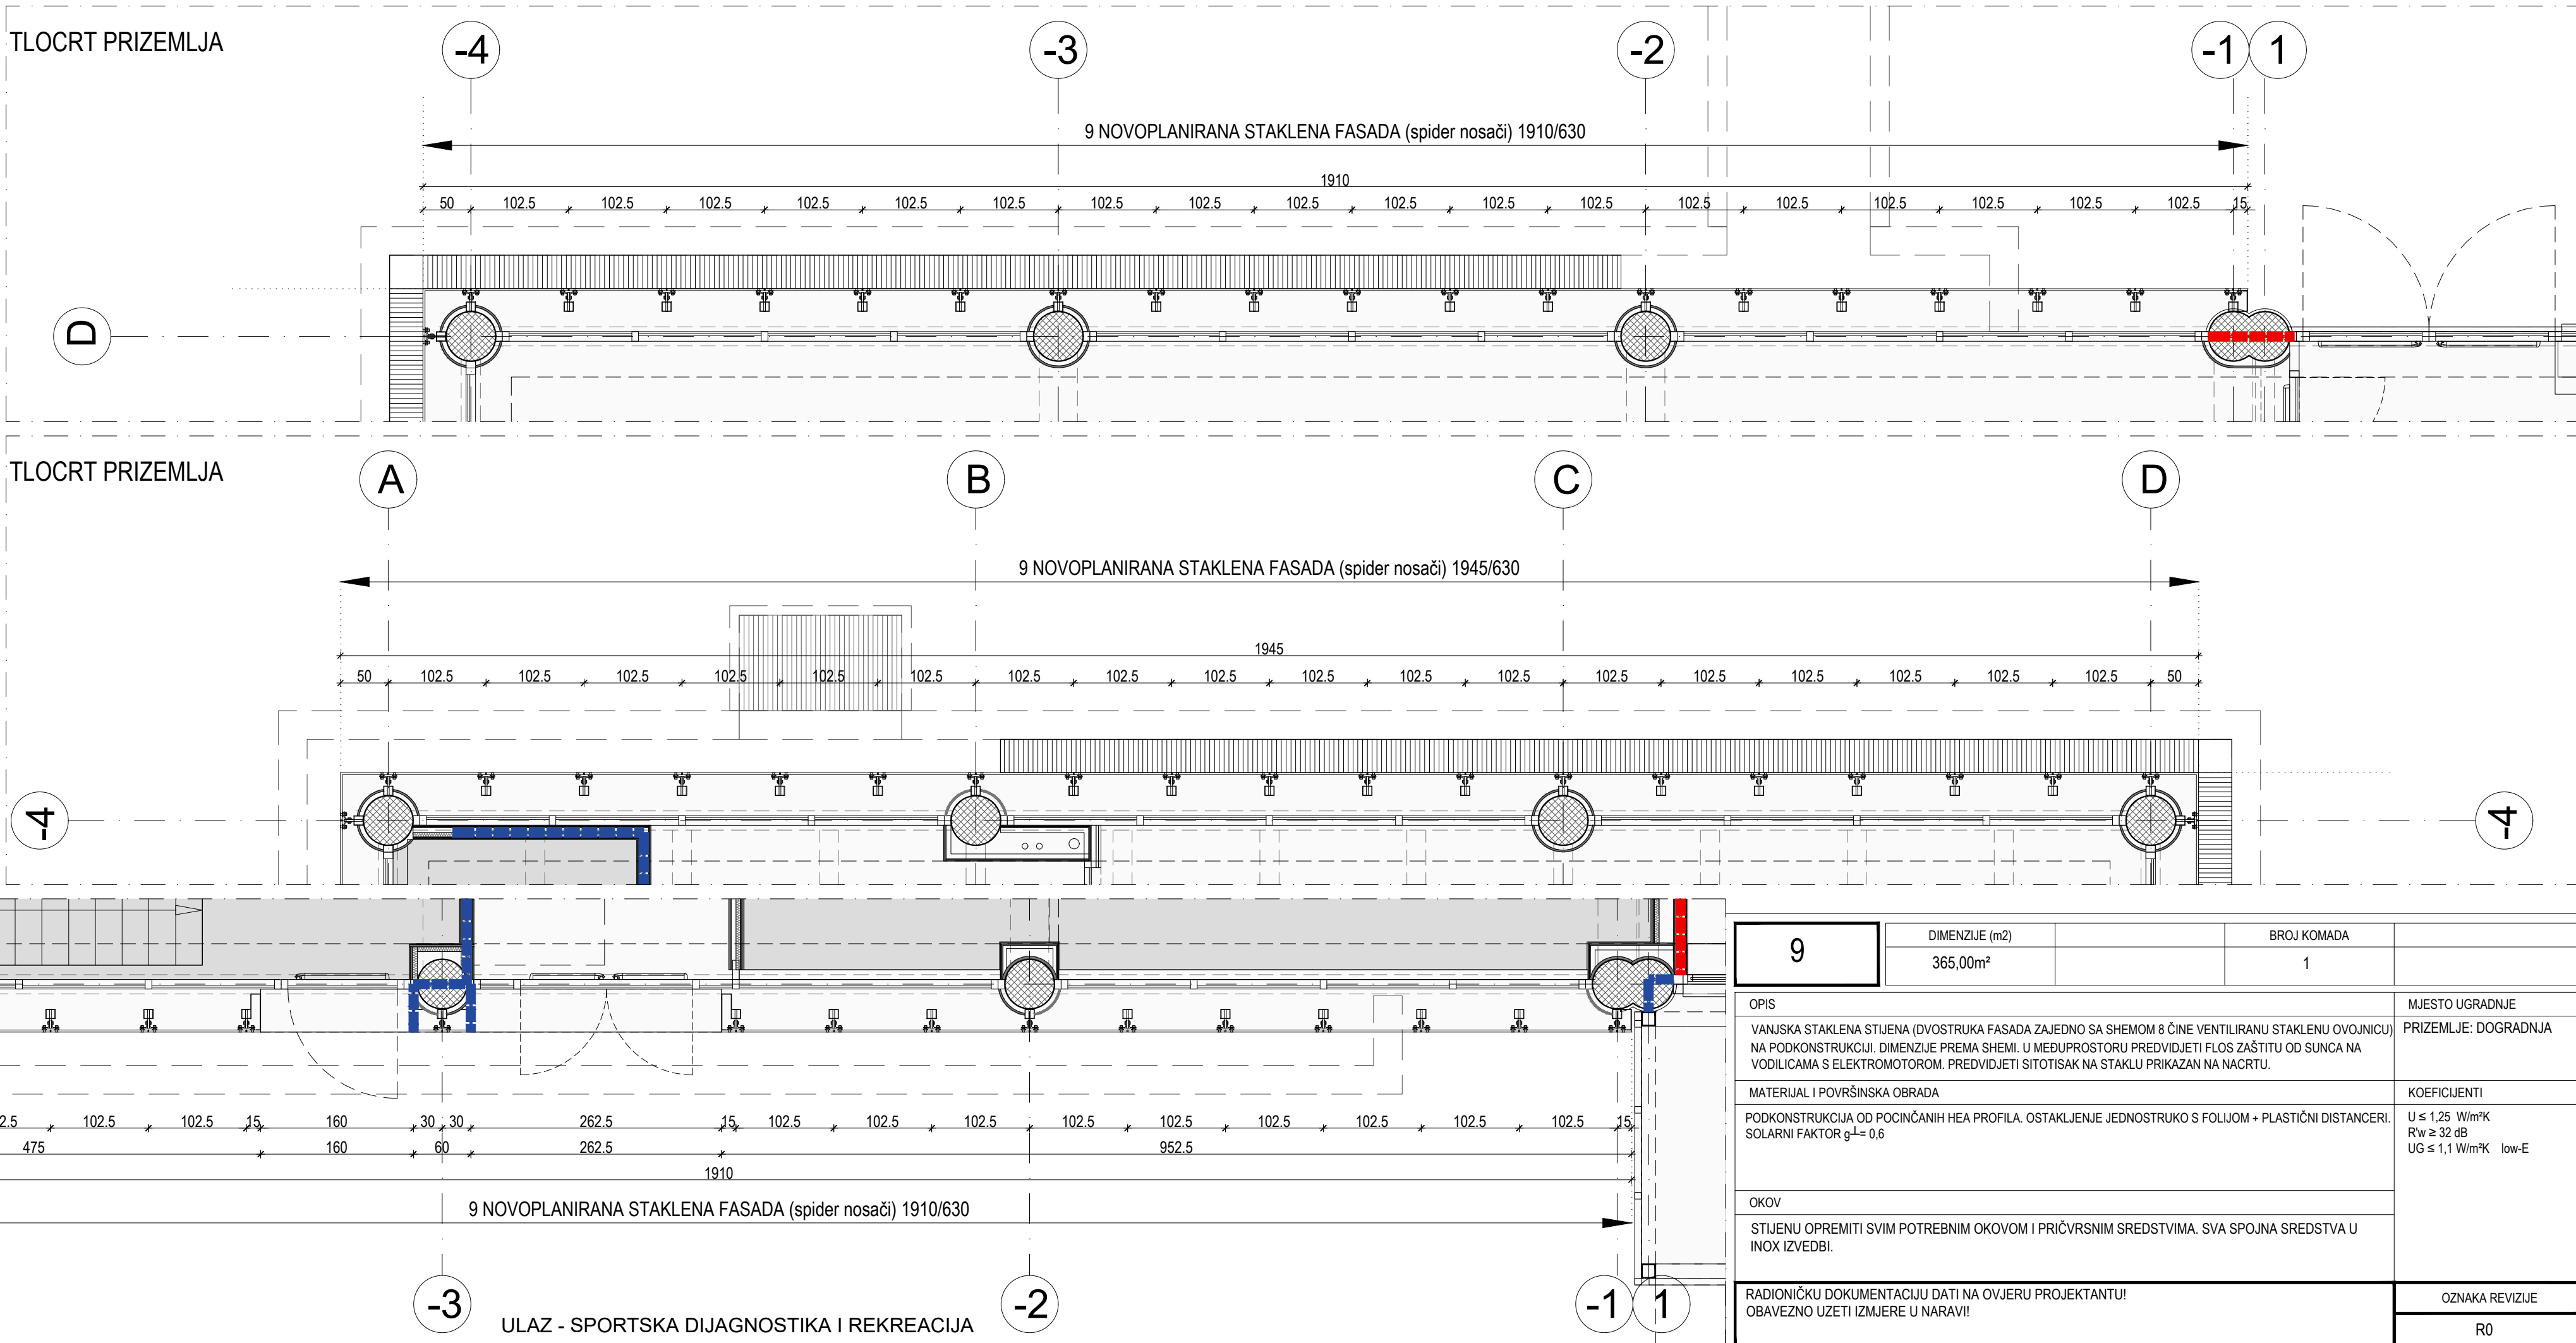 TLOCRT PRIZEMLJA
-4 -3 -2 -1 1
9 NOVOPLANIRANA STAKLENA FASADA (spider nosači) 1910/630
1910
50 102.5 102.5 102.5 102.5 102.5 102.5 102.5 102.5 102.5 102.5 102.5 102.5 102.5 102.5 102.5 102.5 102.5 102.5 15
D
TLOCRT PRIZEMLJA
A B C D
9 NOVOPLANIRANA STAKLENA FASADA (spider nosači) 1945/630
1945
50 102.5 102.5 102.5 102.5 102.5 102.5 102.5 102.5 102.5 102.5 102.5 102.5 102.5 102.5 102.5 102.5 102.5 102.5 50
-4 -4
2.5 102.5 102.5 15 160 30 30 262.5 15 102.5 102.5 102.5 102.5 102.5 102.5 102.5 102.5 102.5 15
475 160 60 262.5 952.5
1910
9 NOVOPLANIRANA STAKLENA FASADA (spider nosači) 1910/630
-3 -2 -1 1
ULAZ - SPORTSKA DIJAGNOSTIKA I REKREACIJA
9
DIMENZIJE (m2) BROJ KOMADA
365,00m² 1
OPIS
VANJSKA STAKLENA STIJENA (DVOSTRUKA FASADA ZAJEDNO SA SHEMOM 8 ČINE VENTILIRANU STAKLENU OVOJNICU)
NA PODKONSTRUKCIJI. DIMENZIJE PREMA SHEMI. U MEĐUPROSTORU PREDVIDJETI FLOS ZAŠTITU OD SUNCA NA
VODILICAMA S ELEKTROMOTOROM. PREDVIDJETI SITOTISAK NA STAKLU PRIKAZAN NA NACRTU.
MJESTO UGRADNJE
PRIZEMLJE: DOGRADNJA
MATERIJAL I POVRŠINSKA OBRADA
PODKONSTRUKCIJA OD POCINČANIH HEA PROFILA. OSTAKLJENJE JEDNOSTRUKO S FOLIJOM + PLASTIČNI DISTANCERI.
SOLARNI FAKTOR g┴= 0,6
KOEFICIJENTI
U ≤ 1,25 W/m²K
R'w ≥ 32 dB
UG ≤ 1,1 W/m²K low-E
OKOV
STIJENU OPREMITI SVIM POTREBNIM OKOVOM I PRIČVRSNIM SREDSTVIMA. SVA SPOJNA SREDSTVA U
INOX IZVEDBI.
RADIONIČKU DOKUMENTACIJU DATI NA OVJERU PROJEKTANTU!
OBAVEZNO UZETI IZMJERE U NARAVI!
OZNAKA REVIZIJE
R0